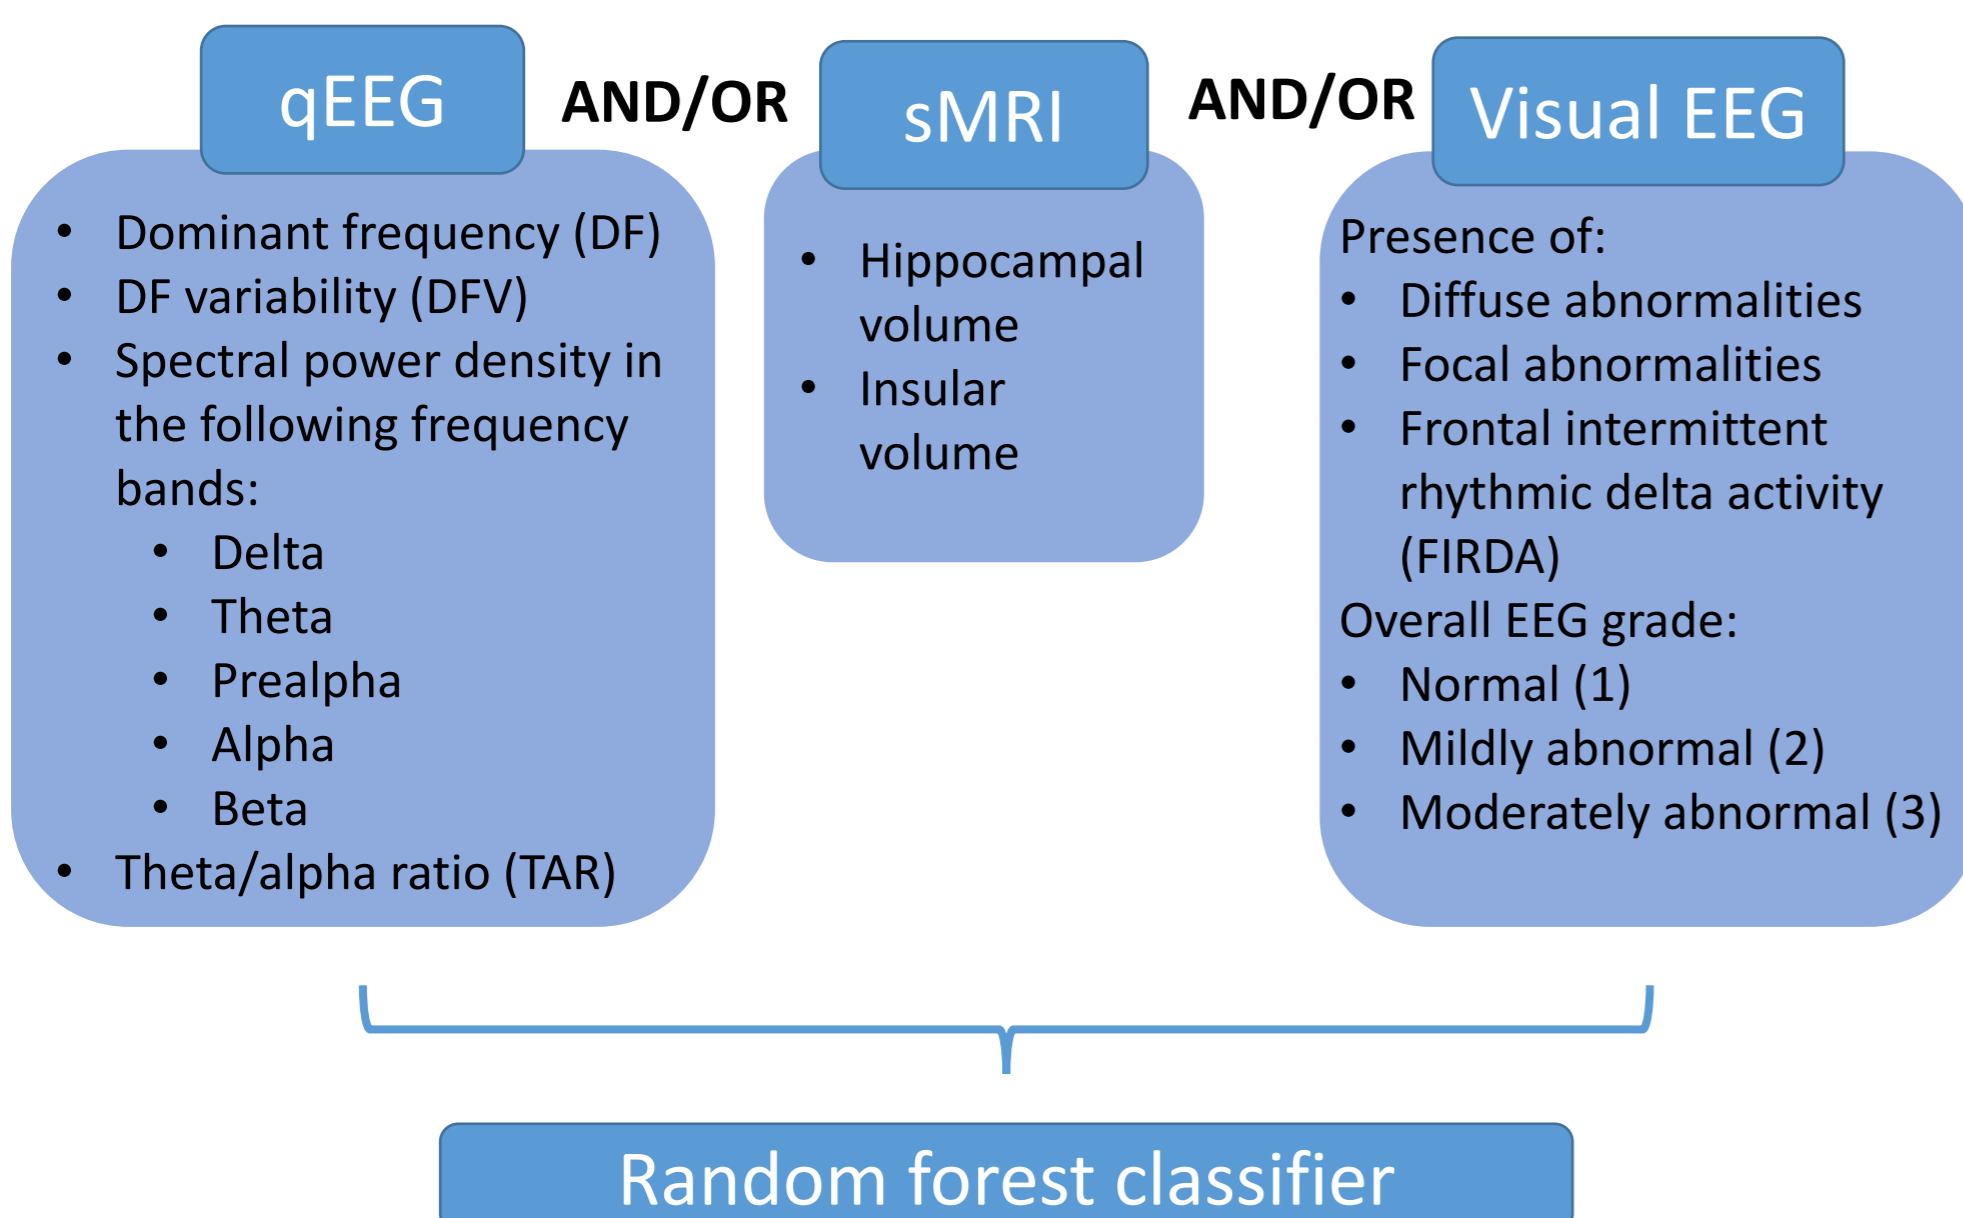 qEEG
AND/OR
sMRI
AND/OR
Visual EEG
• Dominant frequency (DF)
• DF variability (DFV)
• Spectral power density in
the following frequency
bands:
• Delta
• Theta
• Prealpha
• Alpha
• Beta
• Theta/alpha ratio (TAR)
• Hippocampal
volume
• Insular
volume
Presence of:
• Diffuse abnormalities
• Focal abnormalities
• Frontal intermittent
rhythmic delta activity
(FIRDA)
Overall EEG grade:
• Normal (1)
• Mildly abnormal (2)
• Moderately abnormal (3)
Random forest classifier